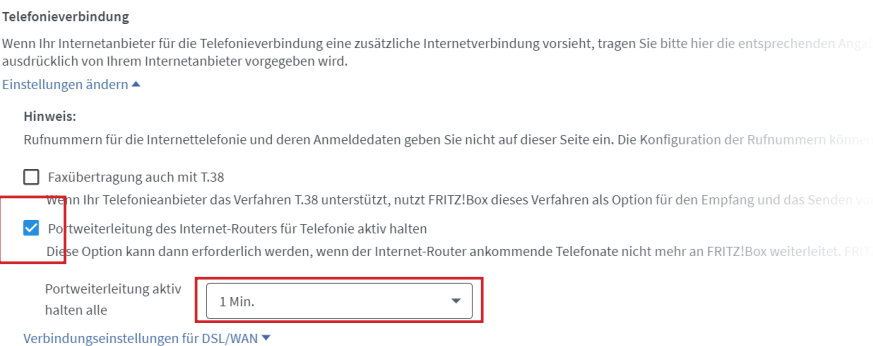 Telefonieverbindung
Wenn Ihr Internetanbieter für die Telefonieverbindung eine zusätzliche Internetverbindung vorsieht, tragen Sie bitte hier die entsprechenden
ausdrücklich von Ihrem Internetanbieter vorgegeben wird.
Einstellungen ändern
Hinweis:
Rufnummern für die Internettelefonie und deren Anmeldedaten geben Sie nicht auf dieser Seite ein. Die Konfiguration der Rufnummern können
Faxübertragung auch mit T.38
Wenn Ihr Telefonieanbieter das Verfahren T.38 unterstützt, nutzt FRITZ!Box dieses Verfahren als Option für den Empfang und das Senden
Portweiterleitung des Internet-Routers für Telefonie aktiv halten
Diese Option kann dann erforderlich werden, wenn der Internet-Router ankommende Telefonate nicht mehr an FRITZ!Box weiterleitet.
Portweiterleitung aktiv
halten alle
1 Min.
Verbindungseinstellungen für DSL/WAN